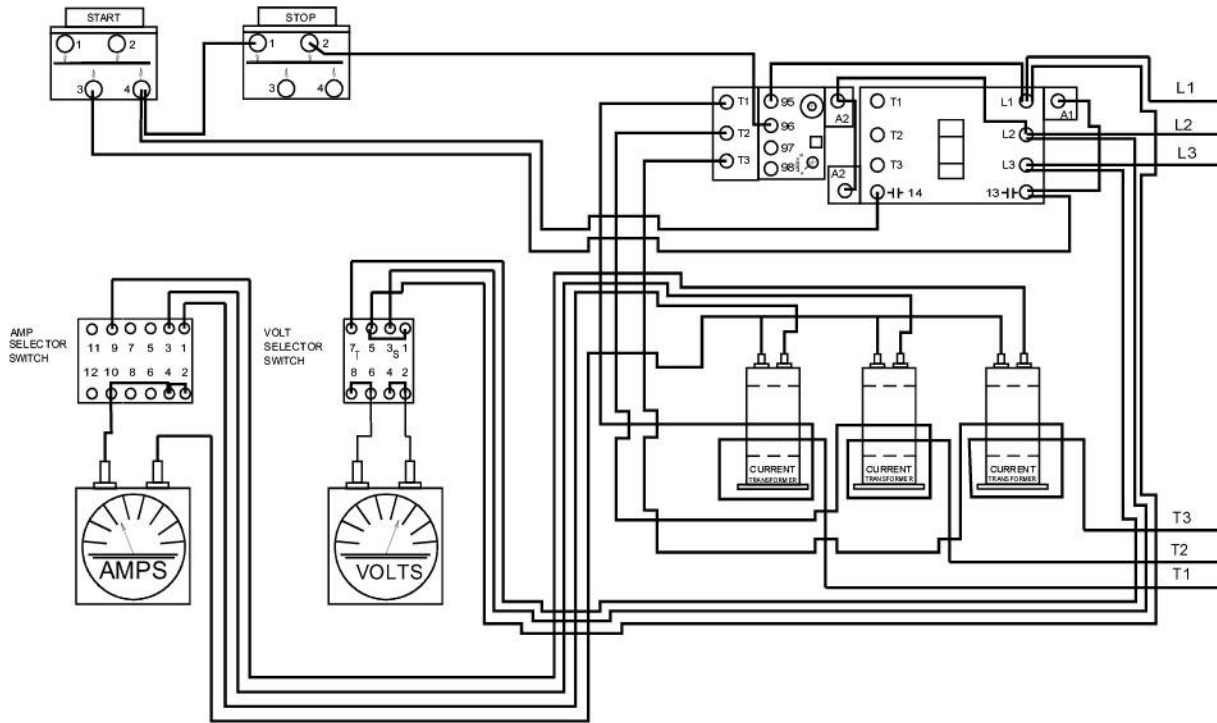 START
STOP
1 2
3 4
1 2
3 4
T1
T2
T3
95
96
97
98
A2
A2
T1
T2
T3
14
L1
L2
L3
13
A1
L1
L2
L3
AMP
SELECTOR
SWITCH
11 9 7 5 3 1
12 10 8 6 4 2
VOLT
SELECTOR
SWITCH
7T 5 3S 1
8 6 4 2
CURRENT
TRANSFORMER
CURRENT
TRANSFORMER
CURRENT
TRANSFORMER
AMPS
VOLTS
T3
T2
T1